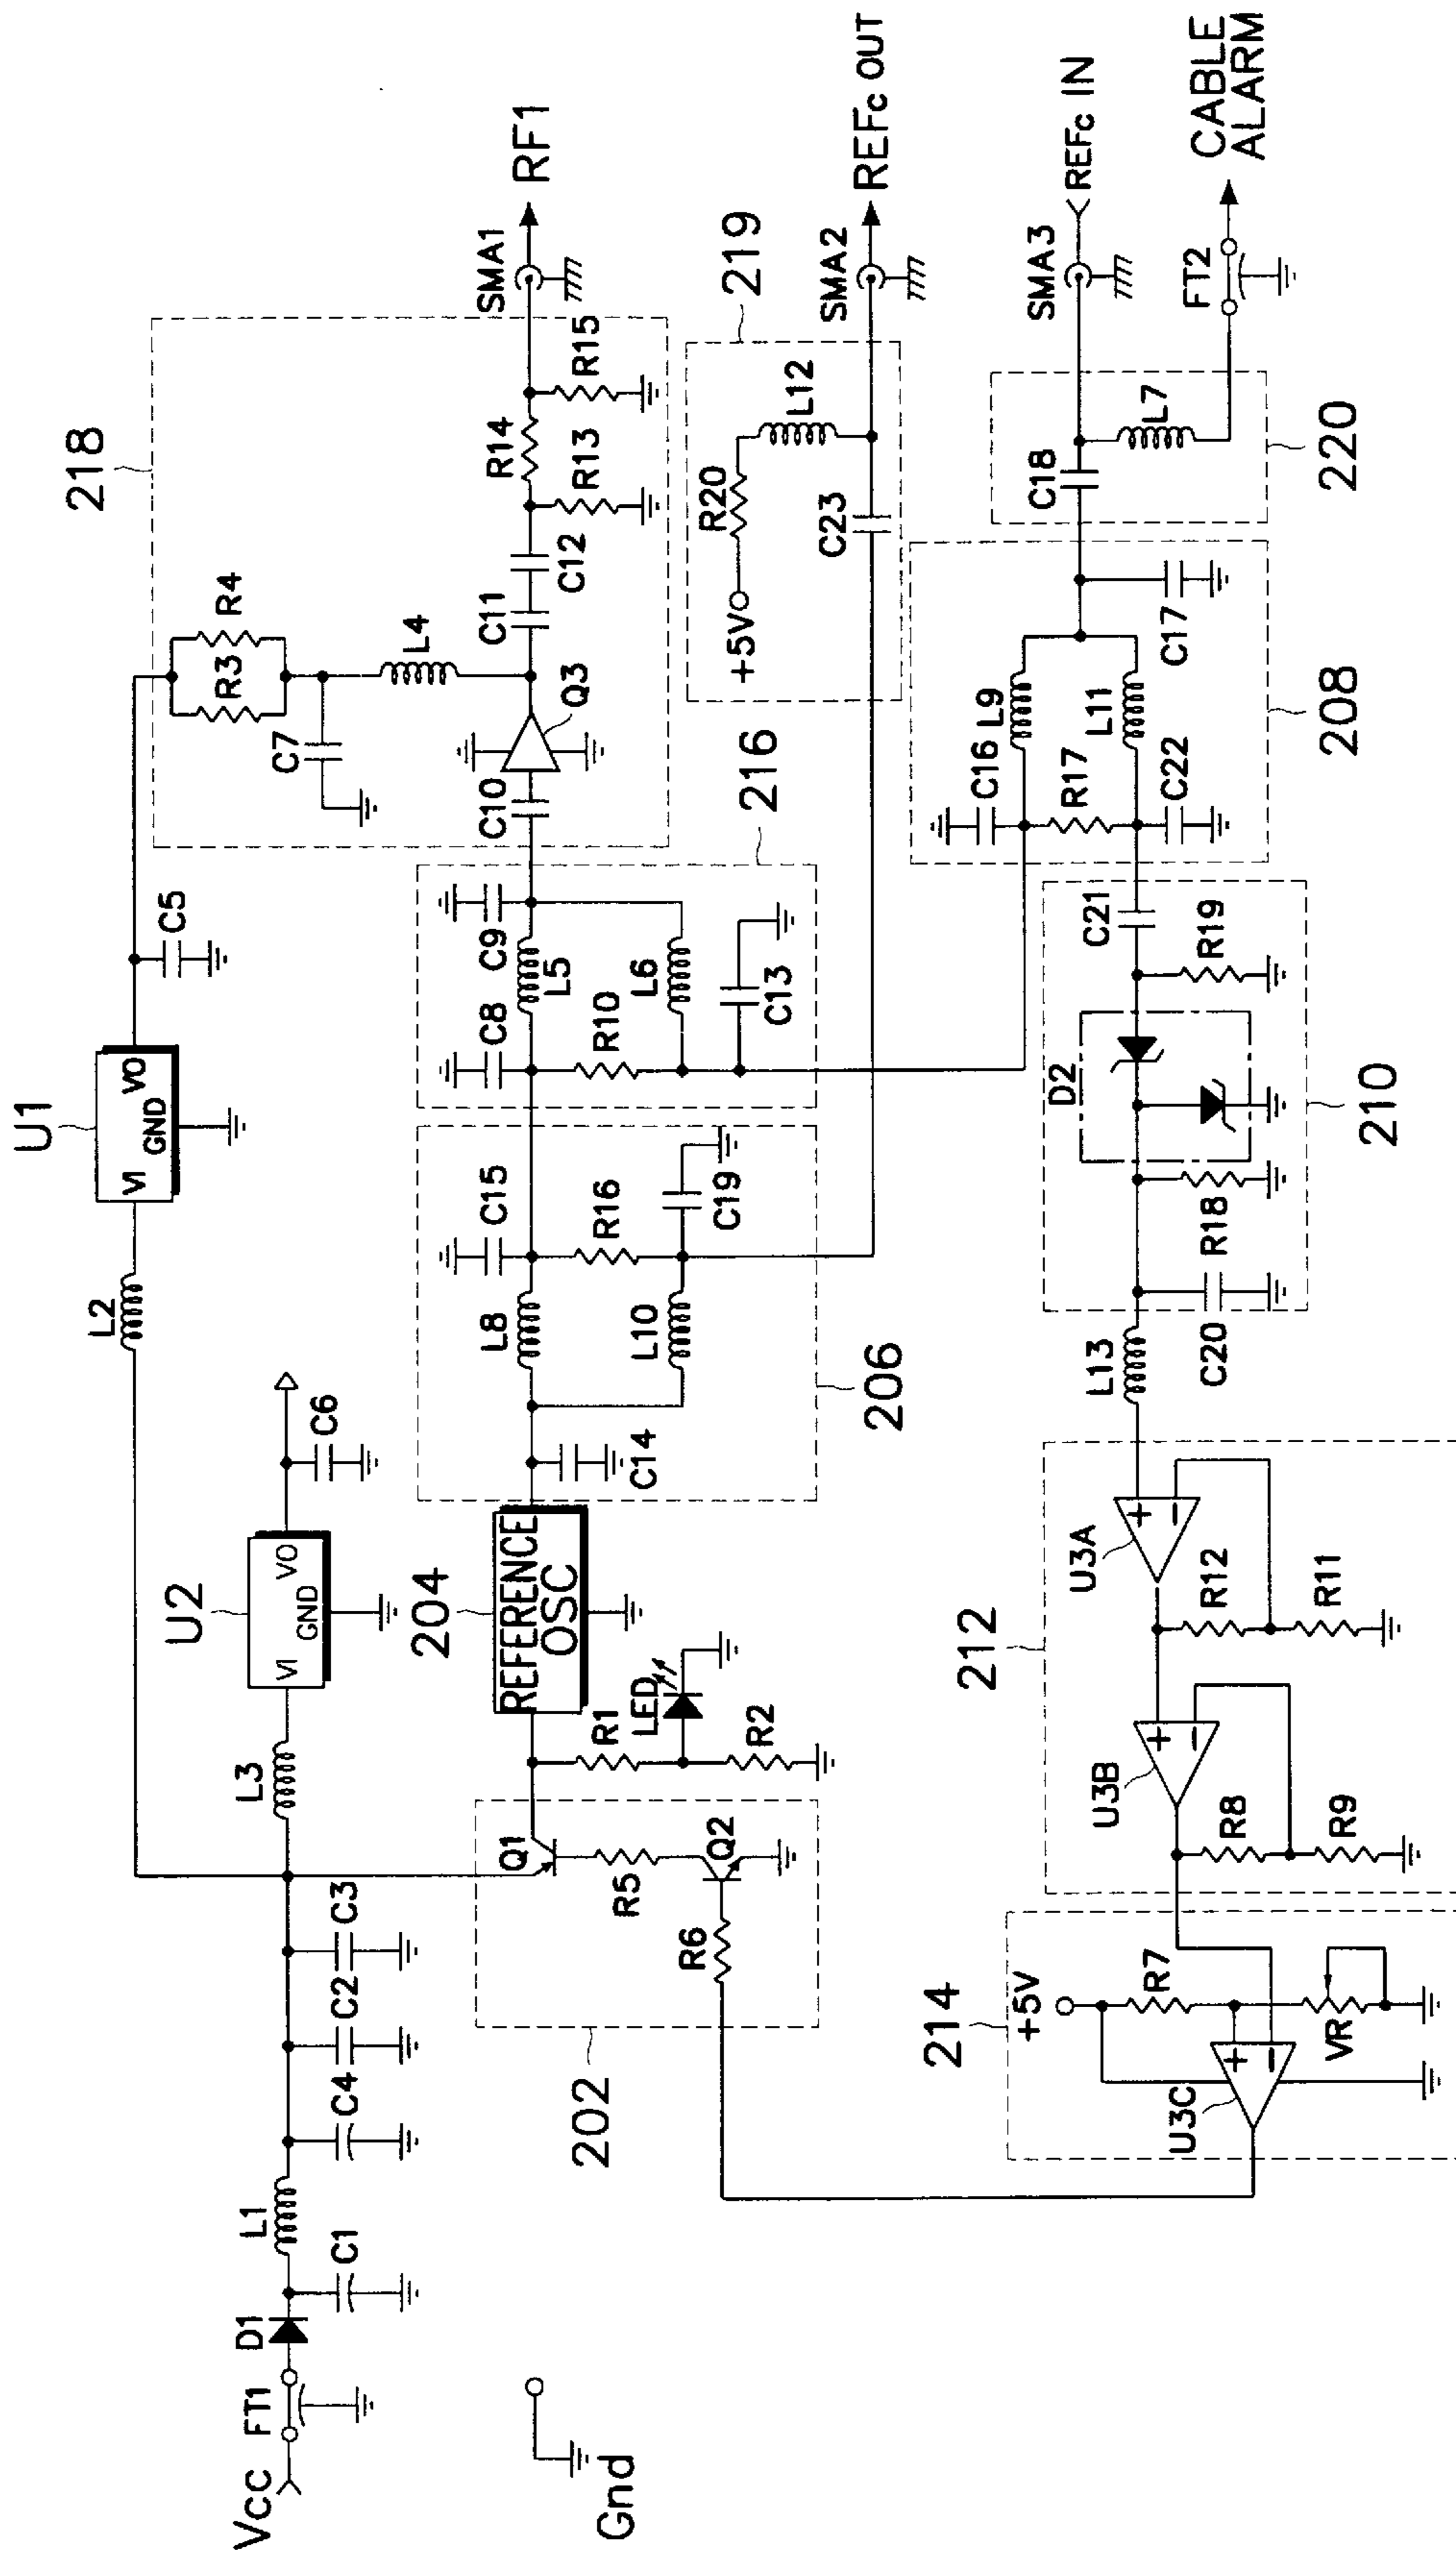 Vcc
FT1
D1
C1
L1
C4
C2
C3
L3
L2
U2
VI
VO
GND
C6
U1
VI
VO
GND
C5
218
R3
R4
C7
L4
Q3
C10
C11
C12
R14
R13
R15
SMA1
RF1
Gnd
202
Q1
R5
Q2
R6
R1
LED
R2
204
REFERENCE
OSC
206
C14
L8
L10
C15
R16
C19
216
C8
C9
L5
R10
L6
C13
219
+5V
R20
L12
C23
SMA2
REFc OUT
208
C16
L9
R17
L11
C22
C17
220
C18
L7
SMA3
REFc IN
FT2
CABLE
ALARM
210
C21
R19
D2
R18
C20
L13
212
U3A
R12
R11
U3B
R8
R9
214
+5V
R7
VR
U3C